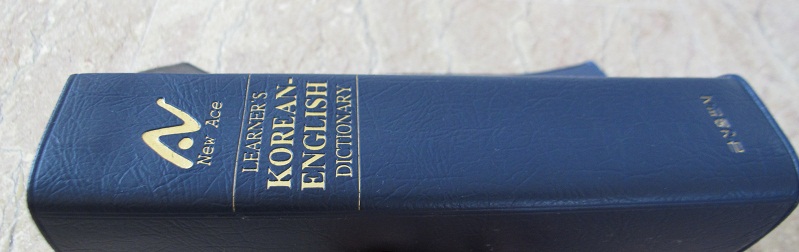 New Ace
LEARNER'S
KOREAN-
ENGLISH
DICTIONARY